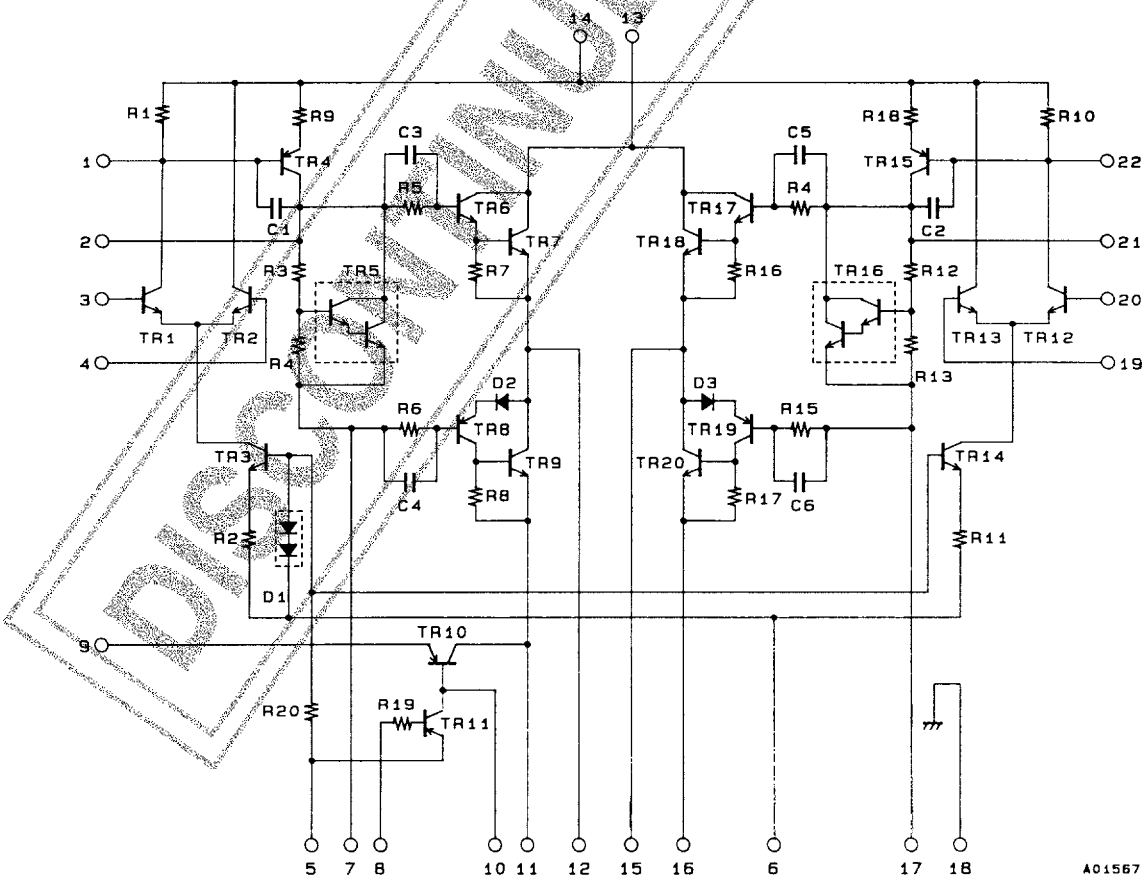 14 13
R1 R9 C3 C5 R18 R10
1 TR4 TR15 22
R5 TR6 TR17 R4
C1 C2
2 TR7 TR18 21
R3 TR5 R7 R16 TR16 R12
3 20
TR1 TR2 TR13 TR12
4 R4 19
R13
D2 D3
R6 TR8 TR19 R15
TR3 TR9 TR20 TR14
R8 R17
C4 C6
R2 R11
D1
9 TR10
R20 R19 TR11
5 7 8 10 11 12 15 16 6 17 18
A01567
DISCONTINU